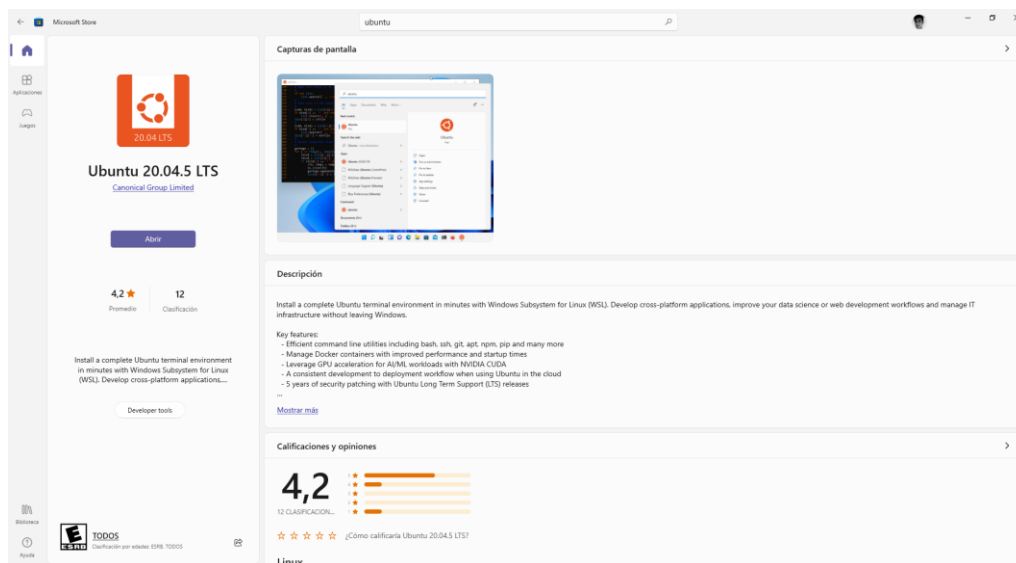 Microsoft Store
ubuntu
Aplicaciones
Juegos
Biblioteca
Ayuda
20.04 LTS
Ubuntu 20.04.5 LTS
Canonical Group Limited
Abrir
4,2 ★ 12
Promedio Clasificación
Install a complete Ubuntu terminal environment
in minutes with Windows Subsystem for Linux
(WSL). Develop cross-platform applications,...
Developer tools
E
ESRB
TODOS
Clasificación por edades: ESRB, TODOS
Capturas de pantalla
Descripción
Install a complete Ubuntu terminal environment in minutes with Windows Subsystem for Linux (WSL). Develop cross-platform applications, improve your data science or web development workflows and manage IT
infrastructure without leaving Windows.
Key features:
- Efficient command line utilities including bash, ssh, git, apt, npm, pip and many more
- Manage Docker containers with improved performance and startup times
- Leverage GPU acceleration for AI/ML workloads with NVIDIA CUDA
- A consistent development to deployment workflow when using Ubuntu in the cloud
- 5 years of security patching with Ubuntu Long Term Support (LTS) releases
...
Mostrar más
Calificaciones y opiniones
4,2
12 CLASIFICACION...
¿Cómo calificaría Ubuntu 20.04.5 LTS?
Linux